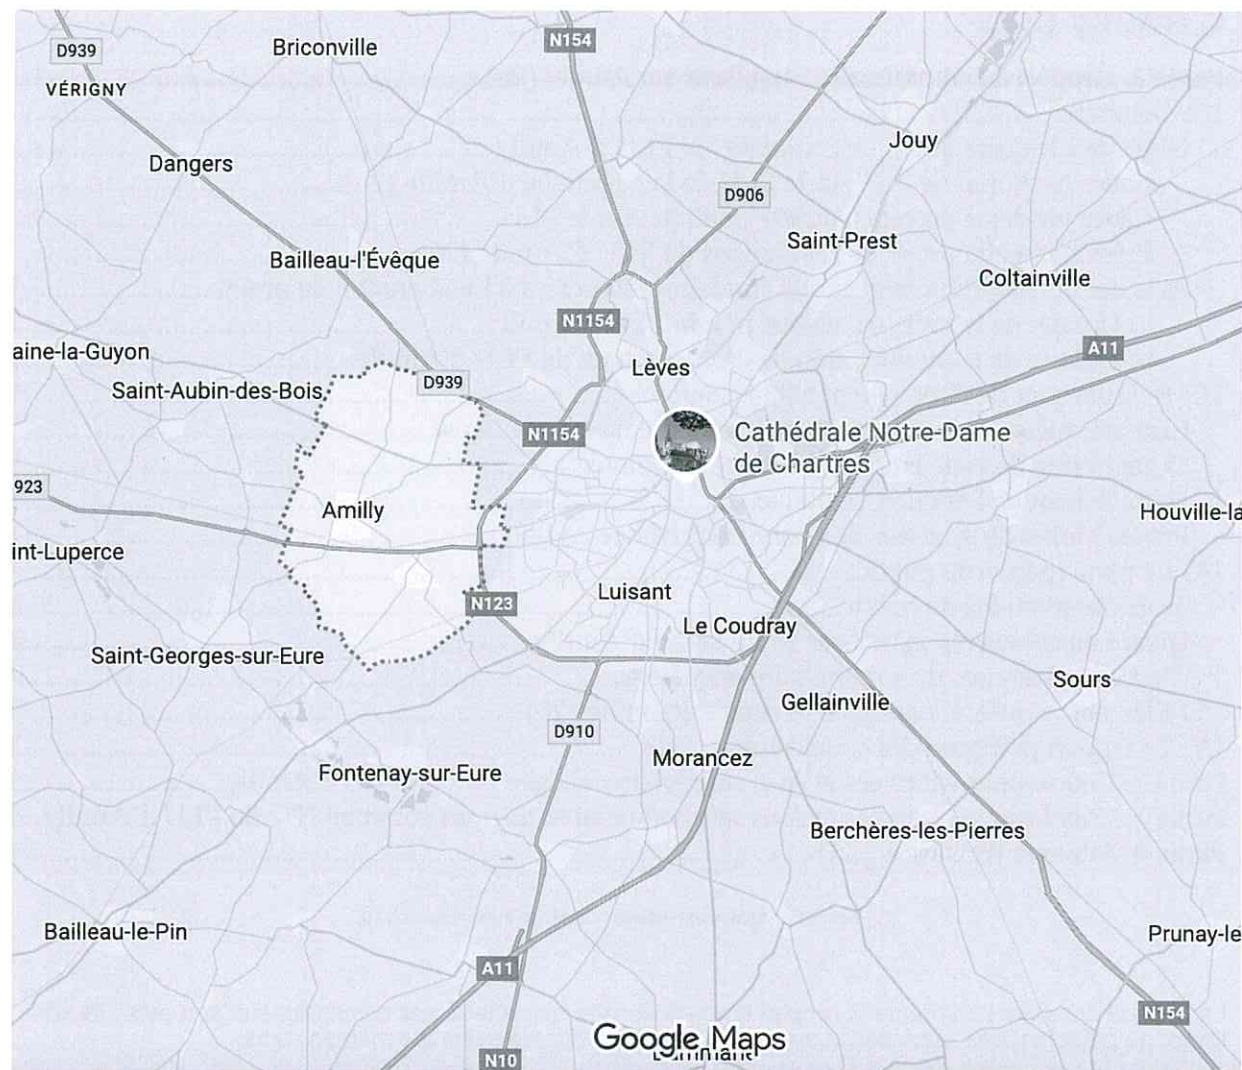 N154
Briconville
D939
VÉRIGNY
Jouy
Dangers
D906
Saint-Prest
Bailleau-l'Évêque
Coltainville
N1154
A11
aine-la-Guyon
Lèves
Saint-Aubin-des-Bois
D939
N1154
Cathédrale Notre-Dame
de Chartres
923
Amilly
Houville-la
int-Luperce
Luisant
N123
Le Coudray
Saint-Georges-sur-Eure
Sours
Gellainville
D910
Morancez
Fontenay-sur-Eure
Berchères-les-Pierres
Bailleau-le-Pin
Prunay-le
A11
N154
Google Maps
N10